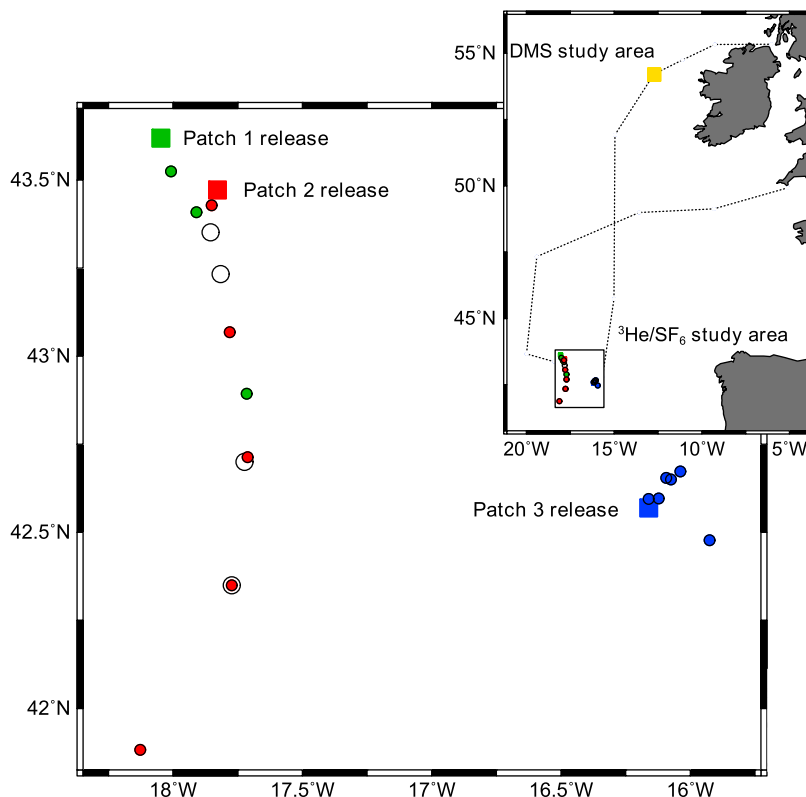 55°N
DMS study area
50°N
45°N
³He/SF₆ study area
20°W 15°W 10°W 5°W
Patch 1 release
43.5°N
Patch 2 release
43°N
Patch 3 release
42.5°N
42°N
18°W 17.5°W 17°W 16.5°W 16°W